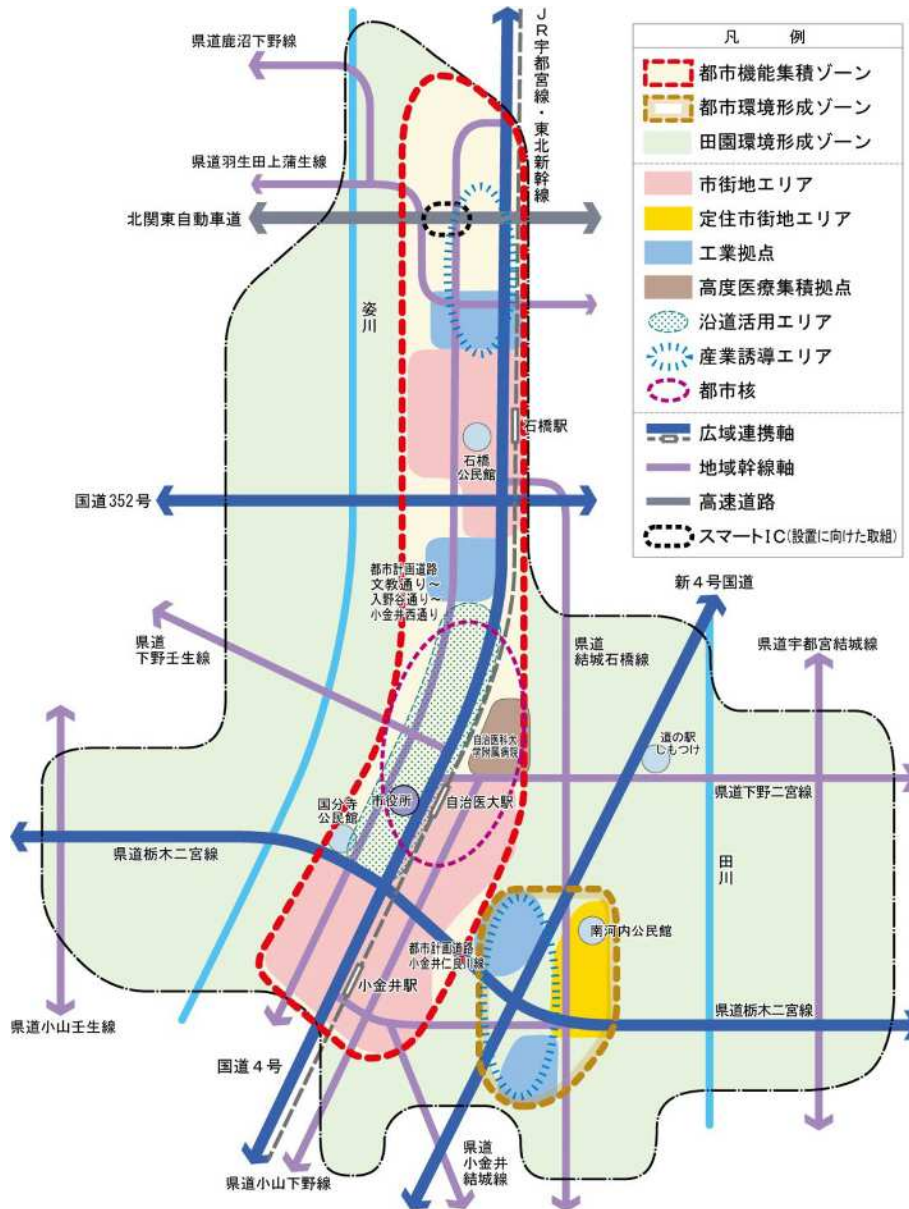 JR宇都宮線・東北新幹線
県道鹿沼下野線
県道羽生田上蒲生線
北関東自動車道
姿川
石橋駅
石橋
公民館
国道352号
都市計画道路
文教通り～
入野谷通り～
小金井西通り
新4号国道
県道
下野壬生線
県道
結城石橋線
県道宇都宮結城線
道の駅
しもつけ
自治医科大
学附属病院
国分寺
公民館
市役所
自治医大駅
県道下野二宮線
県道栃木二宮線
田川
南河内公民館
都市計画道路
小金井仁良川線
小金井駅
県道小山壬生線
県道栃木二宮線
国道4号
県道小山下野線
県道
小金井
結城線
凡例
都市機能集積ゾーン
都市環境形成ゾーン
田園環境形成ゾーン
市街地エリア
定住市街地エリア
工業拠点
高度医療集積拠点
沿道活用エリア
産業誘導エリア
都市核
広域連携軸
地域幹線軸
高速道路
スマートIC(設置に向けた取組)